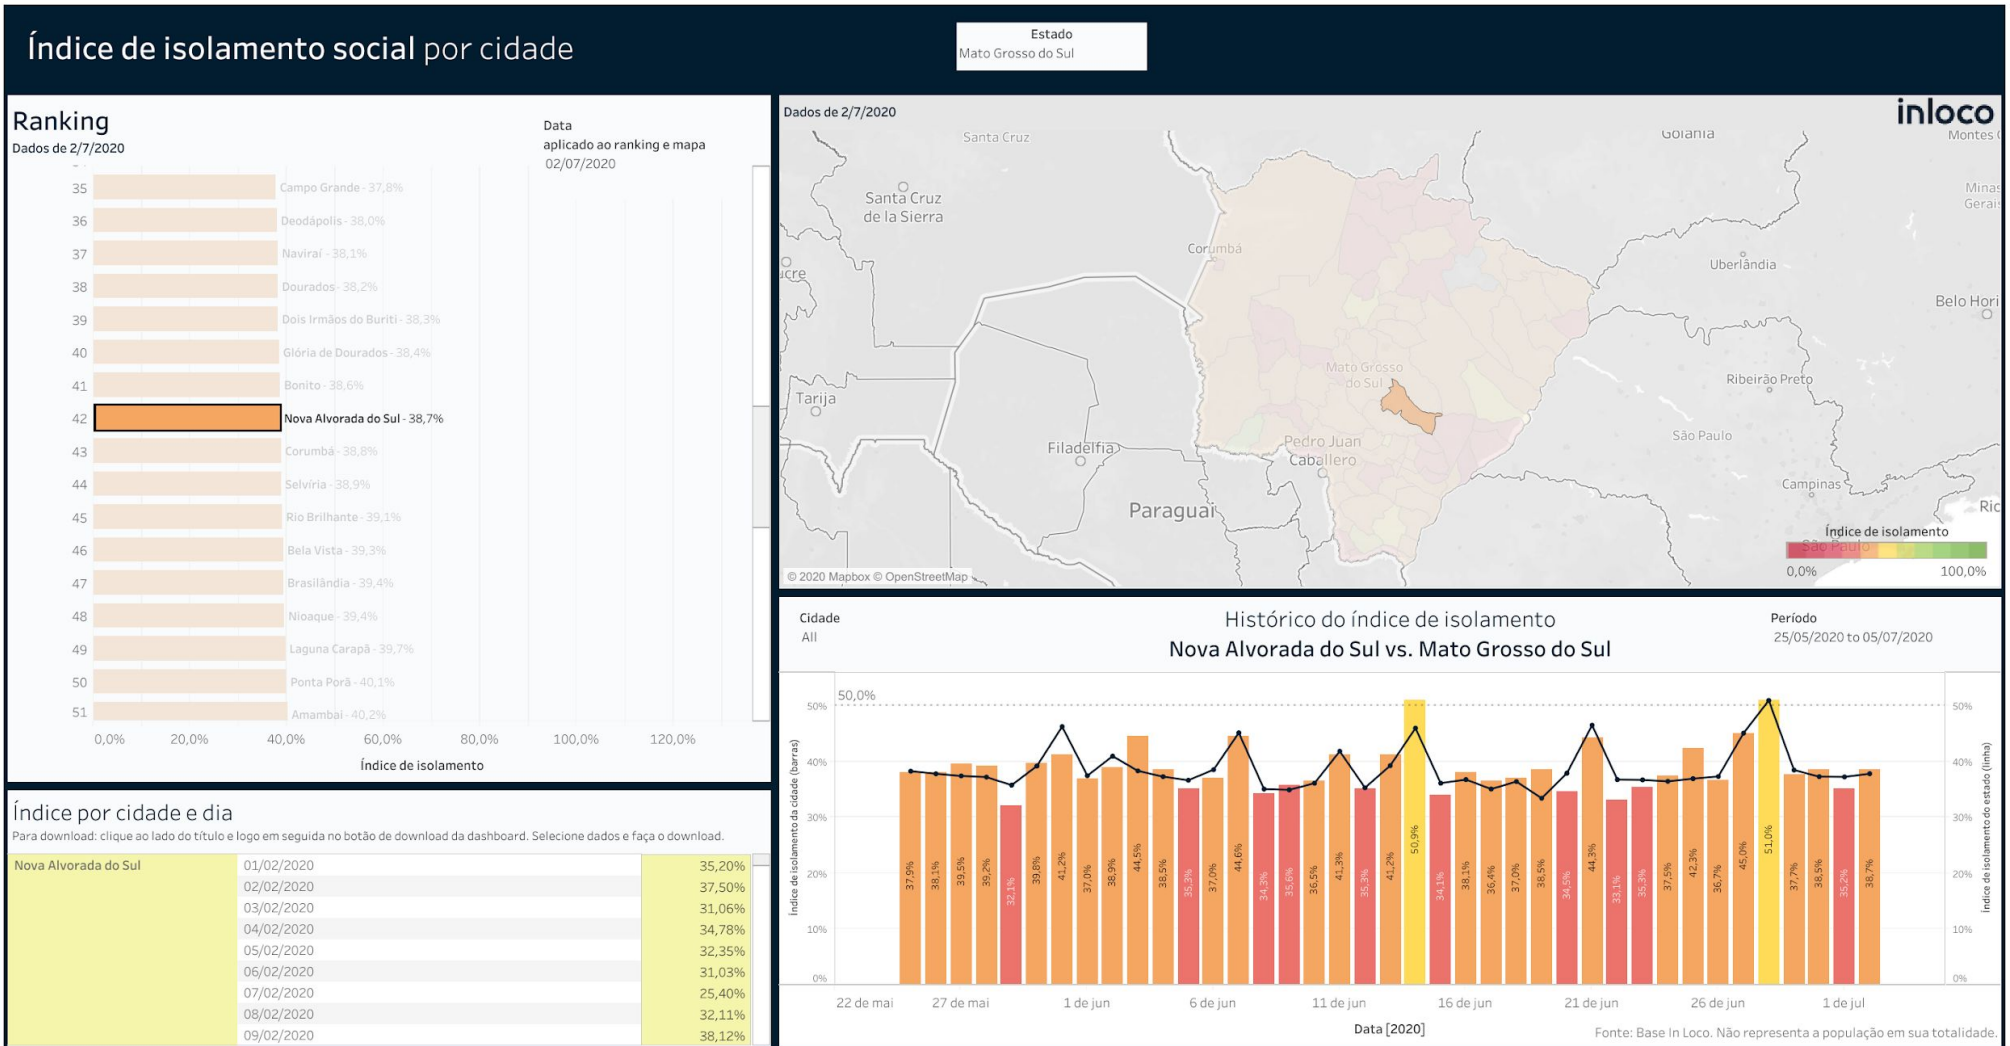 Índice de isolamento social por cidade
Estado
Mato Grosso do Sul
Ranking
Dados de 2/7/2020
Data
aplicado ao ranking e mapa
02/07/2020
35 Campo Grande - 37,8%
36 Deodápolis - 38,0%
37 Naviraí - 38,1%
38 Dourados - 38,2%
39 Dois Irmãos do Buriti - 38,3%
40 Glória de Dourados - 38,4%
41 Bonito - 38,6%
42 Nova Alvorada do Sul - 38,7%
43 Corumbá - 38,8%
44 Selvíria - 38,9%
45 Rio Brilhante - 39,1%
46 Bela Vista - 39,3%
47 Brasilândia - 39,4%
48 Nioaque - 39,4%
49 Laguna Carapã - 39,7%
50 Ponta Porã - 40,1%
51 Amambai - 40,2%
0,0% 20,0% 40,0% 60,0% 80,0% 100,0% 120,0%
Índice de isolamento
Índice por cidade e dia
Para download: clique ao lado do título e logo em seguida no botão de download da dashboard. Selecione dados e faça o download.
Nova Alvorada do Sul 01/02/2020 35,20%
02/02/2020 37,50%
03/02/2020 31,06%
04/02/2020 34,78%
05/02/2020 32,35%
06/02/2020 31,03%
07/02/2020 25,40%
08/02/2020 32,11%
09/02/2020 38,12%
Dados de 2/7/2020
inloco
Santa Cruz
Goiânia
Montes
Santa Cruz
de la Sierra
Minas
Gerais
Corumbá
Uberlândia
ucre
Belo Hori
Mato Grosso
do Sul
Ribeirão Preto
Tarija
São Paulo
Filadelfia
Pedro Juan
Caballero
Campinas
Paraguai
Ric
Índice de isolamento
São Paulo
0,0% 100,0%
© 2020 Mapbox © OpenStreetMap
Cidade
All
Histórico do índice de isolamento
Nova Alvorada do Sul vs. Mato Grosso do Sul
Período
25/05/2020 to 05/07/2020
50,0%
Índice de isolamento da cidade (barras)
50%
40%
30%
20%
10%
0%
37,9% 38,1% 39,5% 39,2% 32,1% 39,8% 41,2% 37,0% 38,9% 44,5% 38,5% 35,3% 37,0% 44,6% 34,3% 35,6% 36,5% 41,3% 35,3% 41,2% 50,9% 34,1% 38,1% 36,4% 37,0% 38,5% 34,5% 44,3% 33,1% 35,3% 37,5% 42,3% 36,7% 45,0% 51,0% 37,7% 38,5% 35,2% 38,7%
50%
40%
30%
20%
10%
0%
Índice de isolamento do estado (linha)
22 de mai 27 de mai 1 de jun 6 de jun 11 de jun 16 de jun 21 de jun 26 de jun 1 de jul
Data [2020]
Fonte: Base In Loco. Não representa a população em sua totalidade.